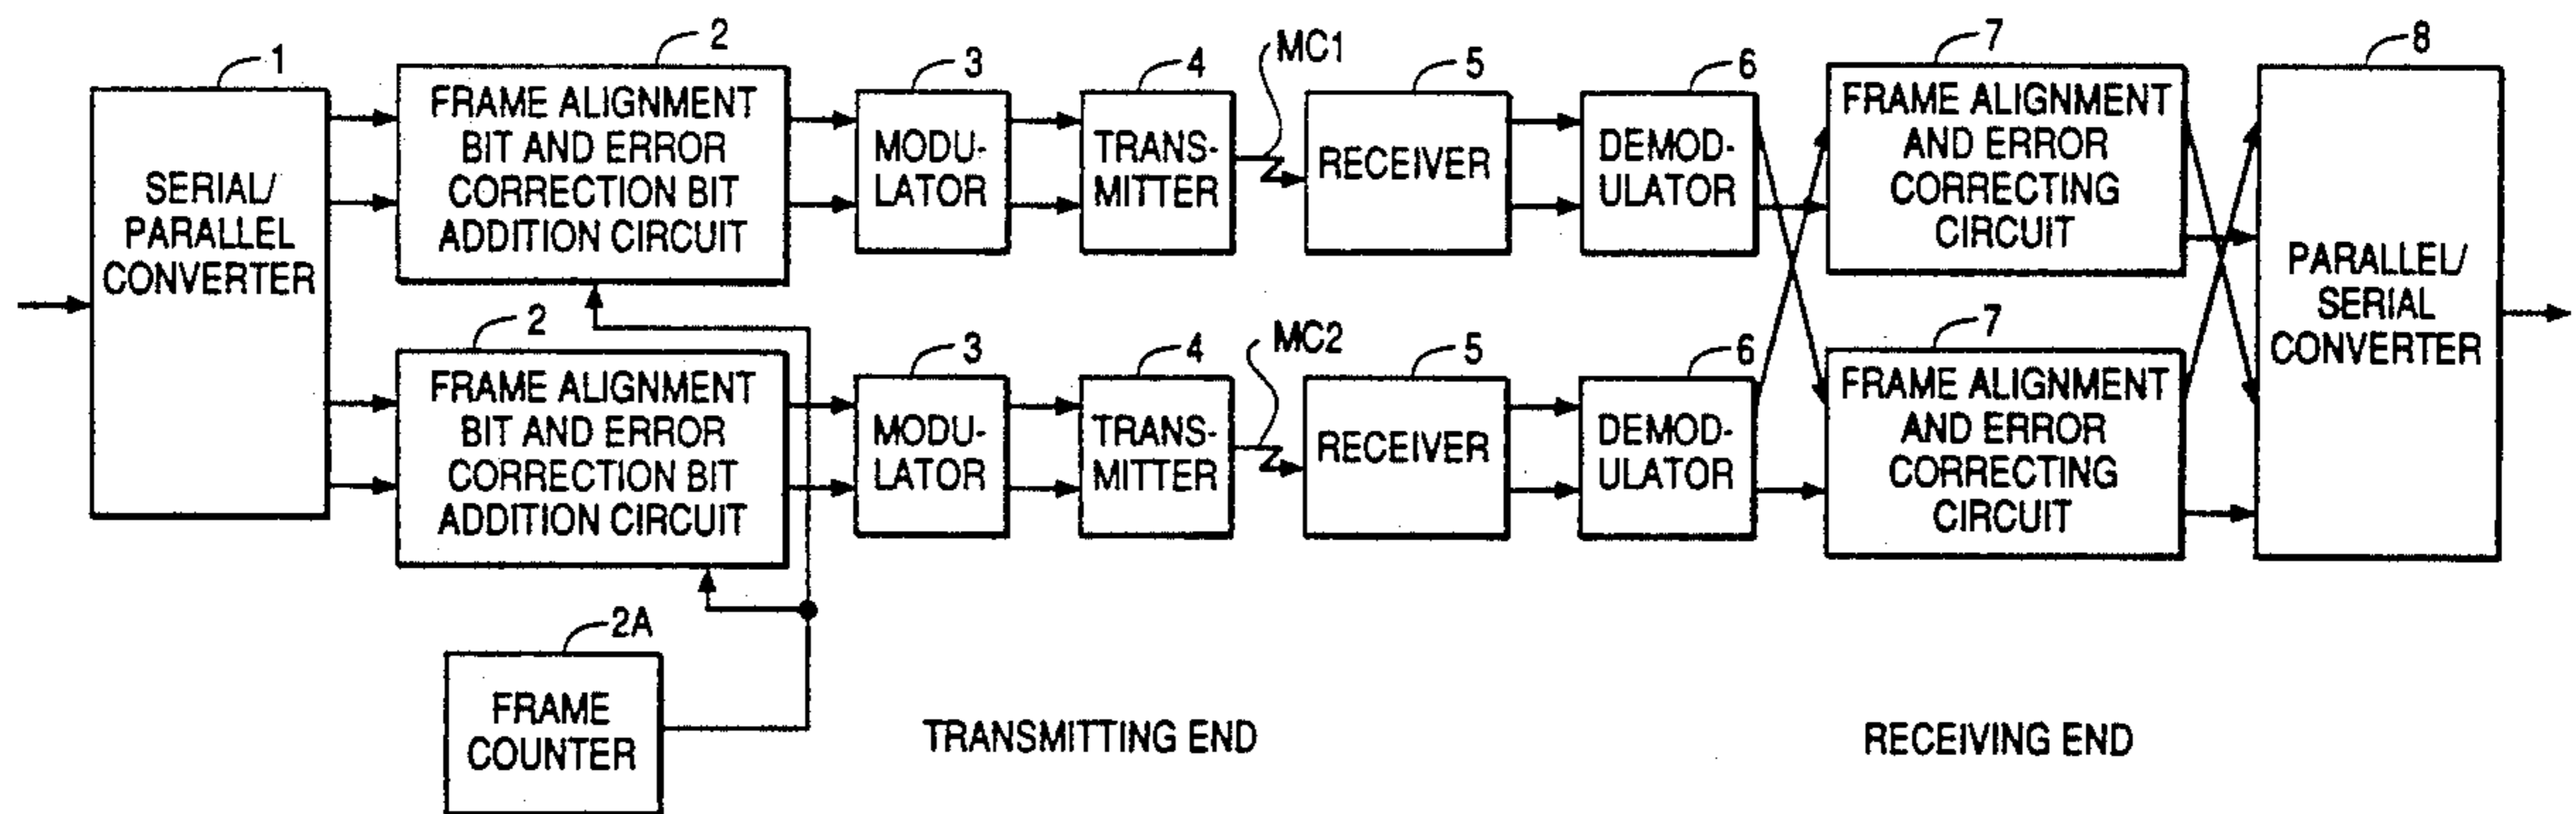 1
SERIAL/
PARALLEL
CONVERTER
2
FRAME ALIGNMENT
BIT AND ERROR
CORRECTION BIT
ADDITION CIRCUIT
3
MODU-
LATOR
4
TRANS-
MITTER
MC1
5
RECEIVER
6
DEMOD-
ULATOR
7
FRAME ALIGNMENT
AND ERROR
CORRECTING
CIRCUIT
8
PARALLEL/
SERIAL
CONVERTER
2
FRAME ALIGNMENT
BIT AND ERROR
CORRECTION BIT
ADDITION CIRCUIT
3
MODU-
LATOR
4
TRANS-
MITTER
MC2
5
RECEIVER
6
DEMOD-
ULATOR
7
FRAME ALIGNMENT
AND ERROR
CORRECTING
CIRCUIT
2A
FRAME
COUNTER
TRANSMITTING END
RECEIVING END